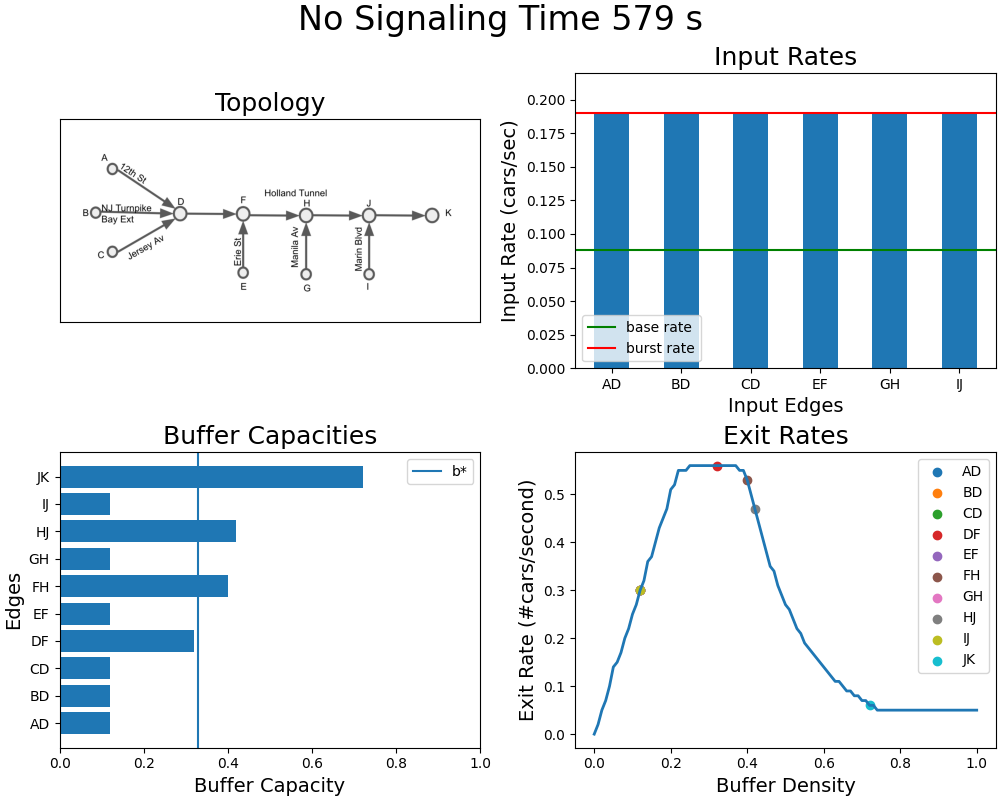 No Signaling Time 579 s
Topology
A
12th St
B
NJ Turnpike
Bay Ext
C
Jersey Av
D
F
Holland Tunnel
H
J
K
Erie St
Manila Av
Marin Blvd
E
G
I
Input Rates
Input Rate (cars/sec)
0.200
0.175
0.150
0.125
0.100
0.075
0.050
0.025
0.000
base rate
burst rate
AD BD CD EF GH IJ
Input Edges
Buffer Capacities
Edges
JK
IJ
HJ
GH
FH
EF
DF
CD
BD
AD
b*
0.0 0.2 0.4 0.6 0.8 1.0
Buffer Capacity
Exit Rates
Exit Rate (#cars/second)
0.5
0.4
0.3
0.2
0.1
0.0
AD
BD
CD
DF
EF
FH
GH
HJ
IJ
JK
0.0 0.2 0.4 0.6 0.8 1.0
Buffer Density